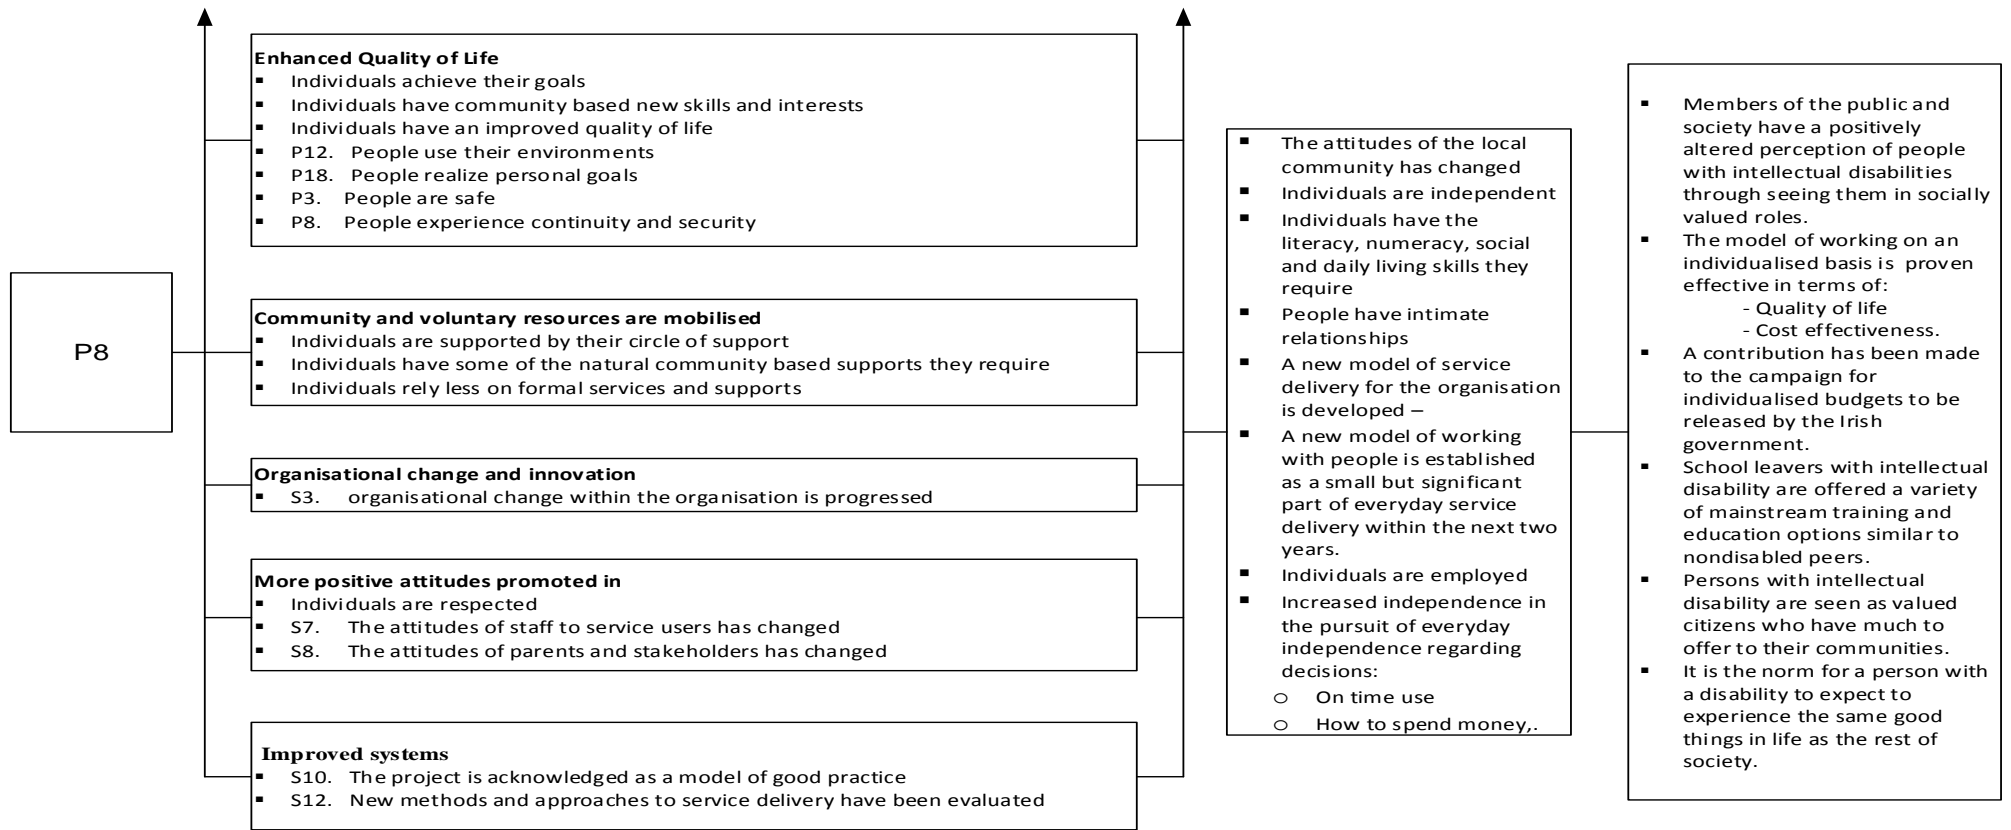 P8
Enhanced Quality of Life
▪ Individuals achieve their goals
▪ Individuals have community based new skills and interests
▪ Individuals have an improved quality of life
▪ P12. People use their environments
▪ P18. People realize personal goals
▪ P3. People are safe
▪ P8. People experience continuity and security
Community and voluntary resources are mobilised
▪ Individuals are supported by their circle of support
▪ Individuals have some of the natural community based supports they require
▪ Individuals rely less on formal services and supports
Organisational change and innovation
▪ S3. organisational change within the organisation is progressed
More positive attitudes promoted in
▪ Individuals are respected
▪ S7. The attitudes of staff to service users has changed
▪ S8. The attitudes of parents and stakeholders has changed
Improved systems
▪ S10. The project is acknowledged as a model of good practice
▪ S12. New methods and approaches to service delivery have been evaluated
▪ The attitudes of the local
community has changed
▪ Individuals are independent
▪ Individuals have the
literacy, numeracy, social
and daily living skills they
require
▪ People have intimate
relationships
▪ A new model of service
delivery for the organisation
is developed –
▪ A new model of working
with people is established
as a small but significant
part of everyday service
delivery within the next two
years.
▪ Individuals are employed
▪ Increased independence in
the pursuit of everyday
independence regarding
decisions:
○ On time use
○ How to spend money,.
▪ Members of the public and
society have a positively
altered perception of people
with intellectual disabilities
through seeing them in socially
valued roles.
▪ The model of working on an
individualised basis is proven
effective in terms of:
- Quality of life
- Cost effectiveness.
▪ A contribution has been made
to the campaign for
individualised budgets to be
released by the Irish
government.
▪ School leavers with intellectual
disability are offered a variety
of mainstream training and
education options similar to
nondisabled peers.
▪ Persons with intellectual
disability are seen as valued
citizens who have much to
offer to their communities.
▪ It is the norm for a person with
a disability to expect to
experience the same good
things in life as the rest of
society.